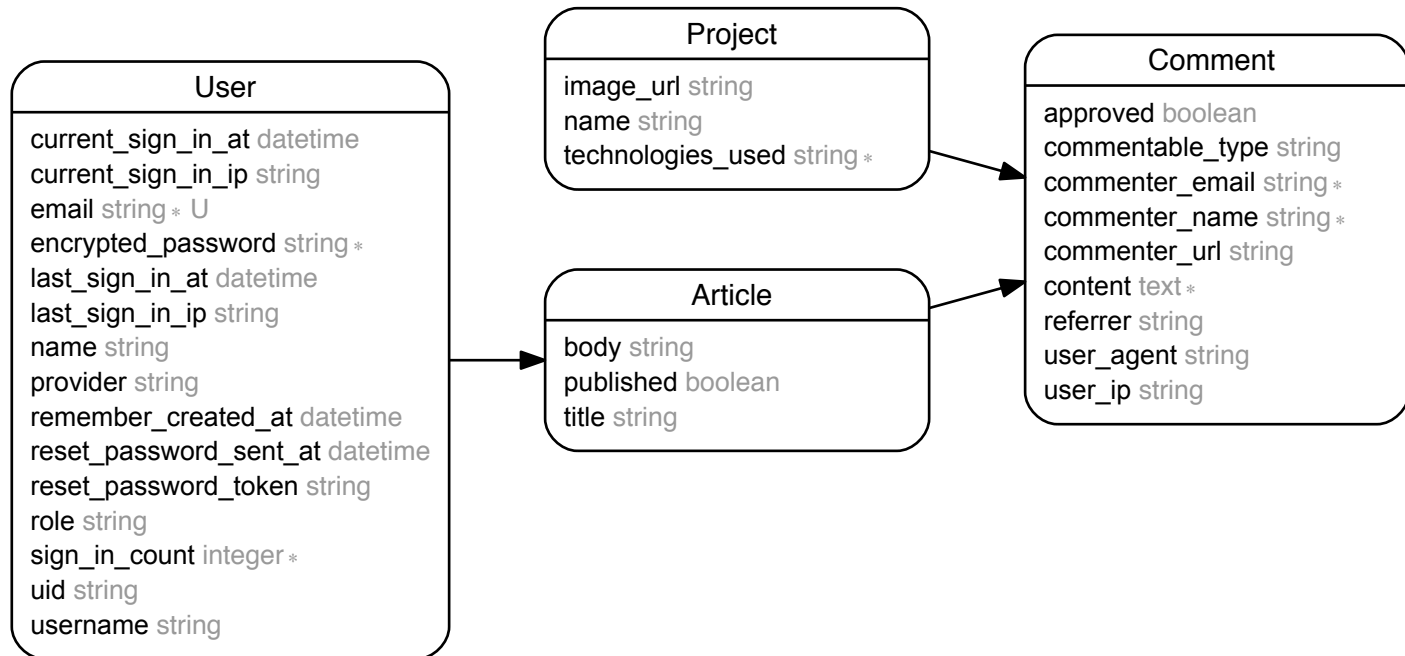 User
current_sign_in_at datetime
current_sign_in_ip string
email string * U
encrypted_password string *
last_sign_in_at datetime
last_sign_in_ip string
name string
provider string
remember_created_at datetime
reset_password_sent_at datetime
reset_password_token string
role string
sign_in_count integer *
uid string
username string
Project
image_url string
name string
technologies_used string *
Article
body string
published boolean
title string
Comment
approved boolean
commentable_type string
commenter_email string *
commenter_name string *
commenter_url string
content text *
referrer string
user_agent string
user_ip string